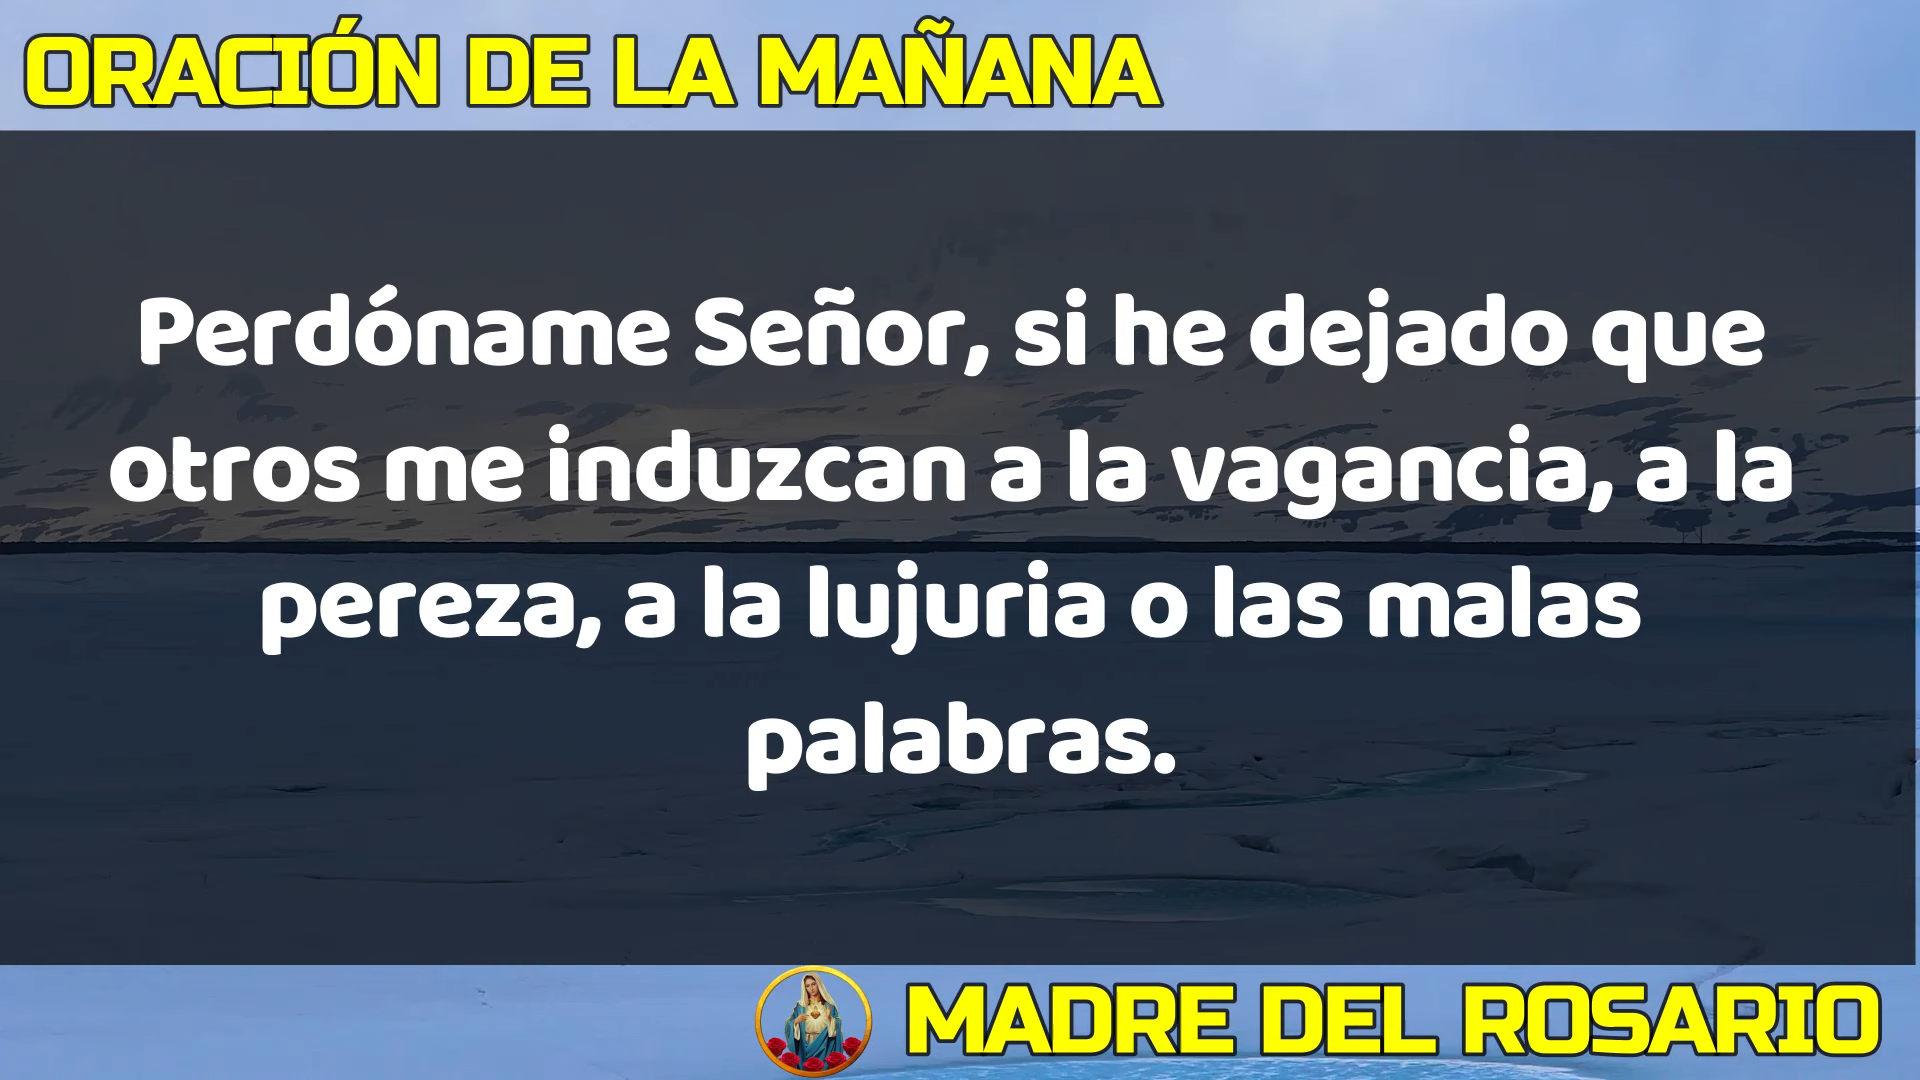 ORACIÓN DE LA MAÑANA
Perdóname Señor, si he dejado que
otros me induzcan a la vagancia, a la
pereza, a la lujuria o las malas
palabras.
MADRE DEL ROSARIO